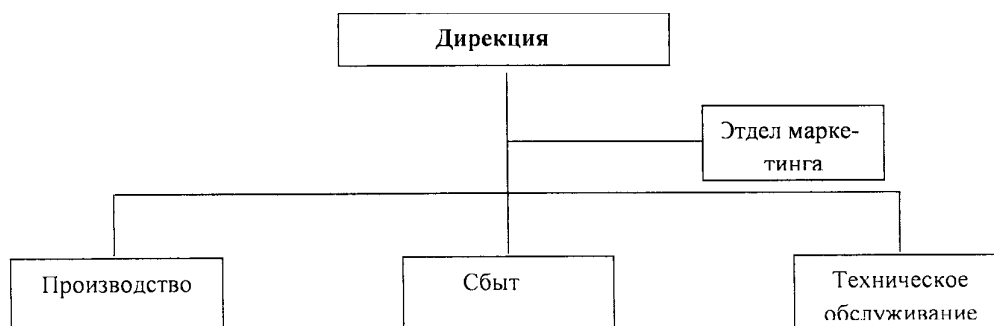 Дирекция
Этдел марке-
тинга
Производство
Сбыт
Техническое
обслуживание